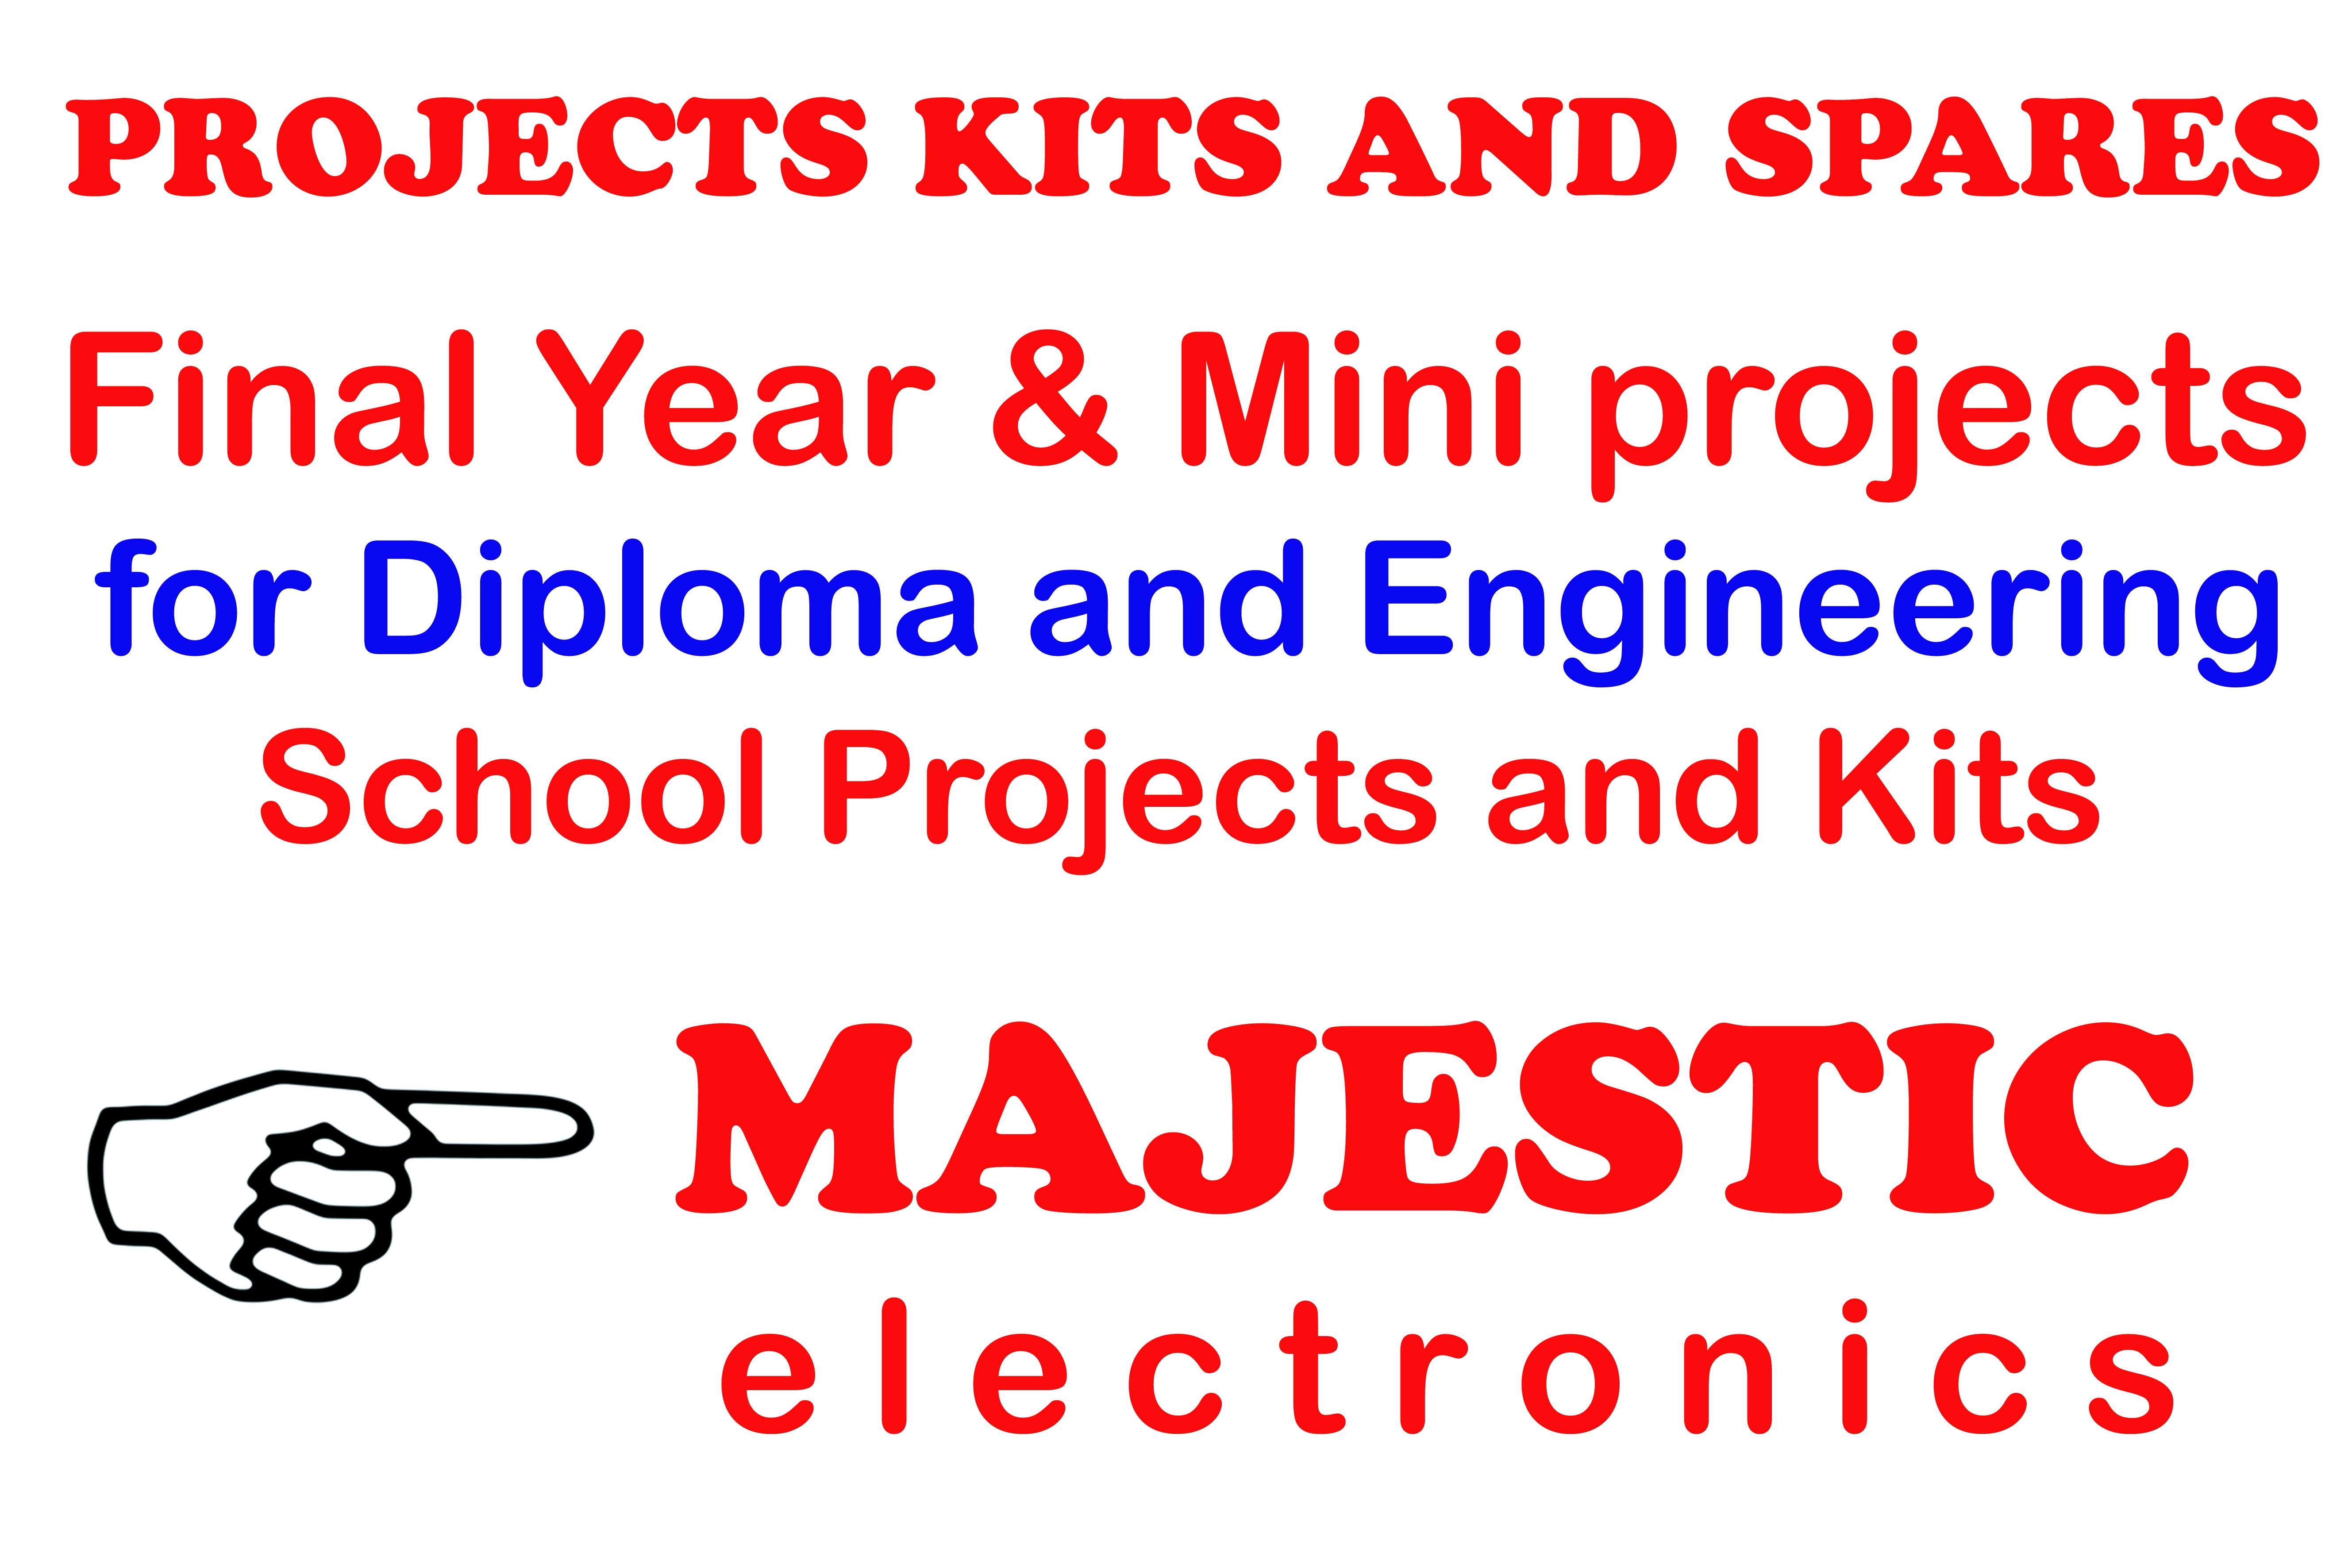 PROJECTS KITS AND SPARES
Final Year & Mini projects
for Diploma and Engineering
School Projects and Kits
MAJESTIC
electronics